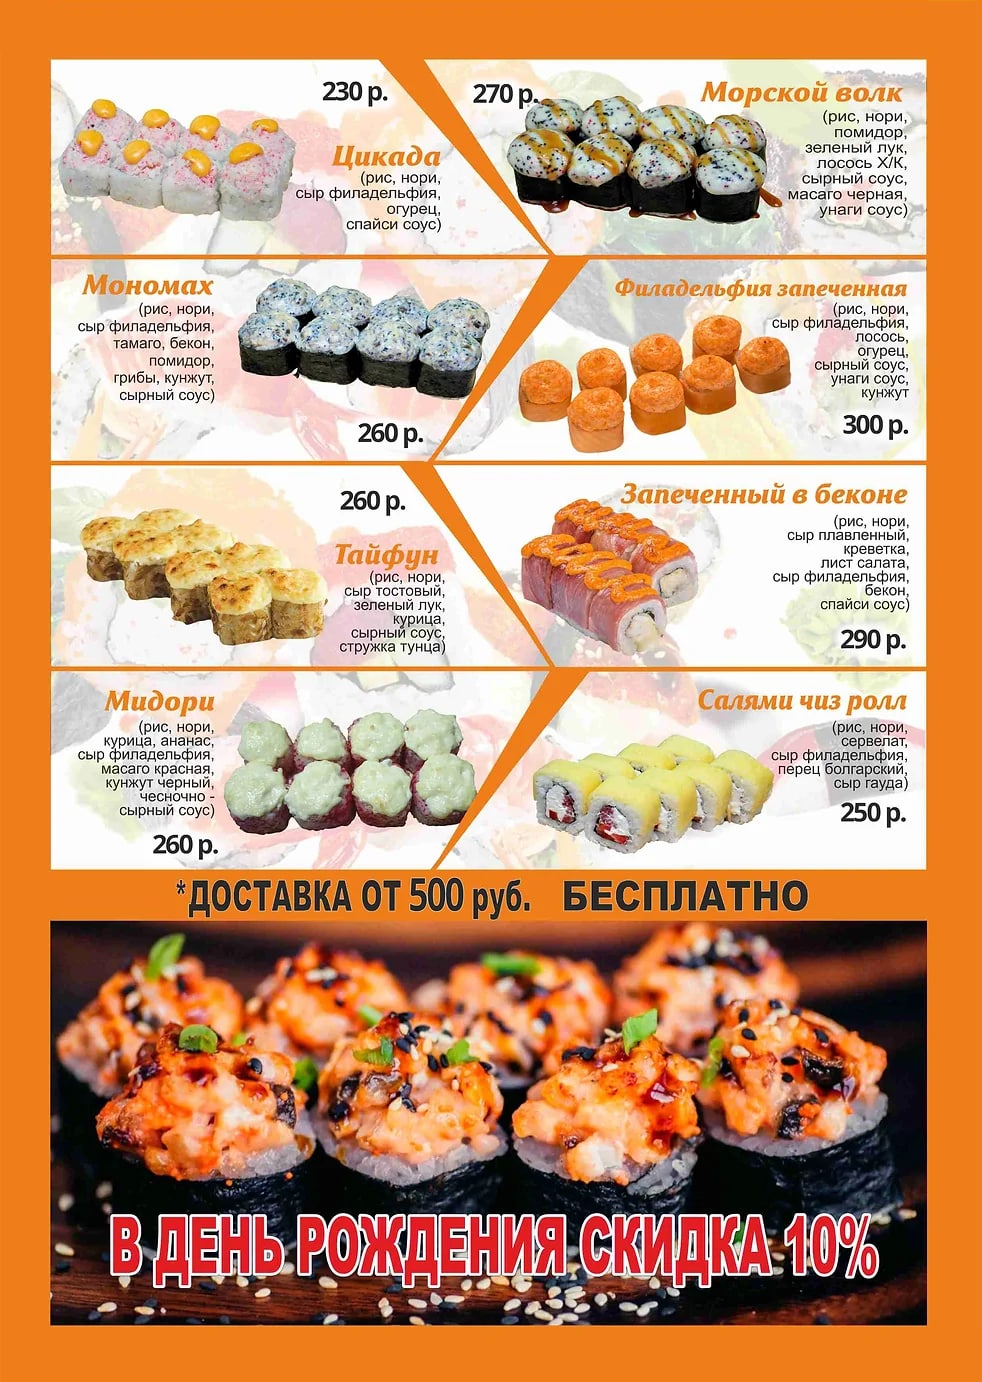 230 р.
Цикада
(рис, нори,
сыр филадельфия,
огурец,
спайси соус)
270 р.
Морской волк
(рис, нори,
помидор,
зеленый лук,
лосось Х/К,
сырный соус,
масаго черная,
унаги соус)
Мономах
(рис, нори,
сыр филадельфия,
тамаго, бекон,
помидор,
грибы, кунжут,
сырный соус)
260 р.
Филадельфия запеченная
(рис, нори,
сыр филадельфия,
лосось,
огурец,
сырный соус,
унаги соус,
кунжут
300 р.
260 р.
Тайфун
(рис, нори,
сыр тостовый,
зеленый лук,
курица,
сырный соус,
стружка тунца)
Запеченный в беконе
(рис, нори,
сыр плавленный,
креветка,
лист салата,
сыр филадельфия,
бекон,
спайси соус)
290 р.
Мидори
(рис, нори,
курица, ананас,
сыр филадельфия,
масаго красная,
кунжут черный,
чесночно -
сырный соус)
260 р.
Салями чиз ролл
(рис, нори,
сервелат,
сыр филадельфия,
перец болгарский,
сыр гауда)
250 р.
*ДОСТАВКА ОТ 500 руб. БЕСПЛАТНО
В ДЕНЬ РОЖДЕНИЯ СКИДКА 10%